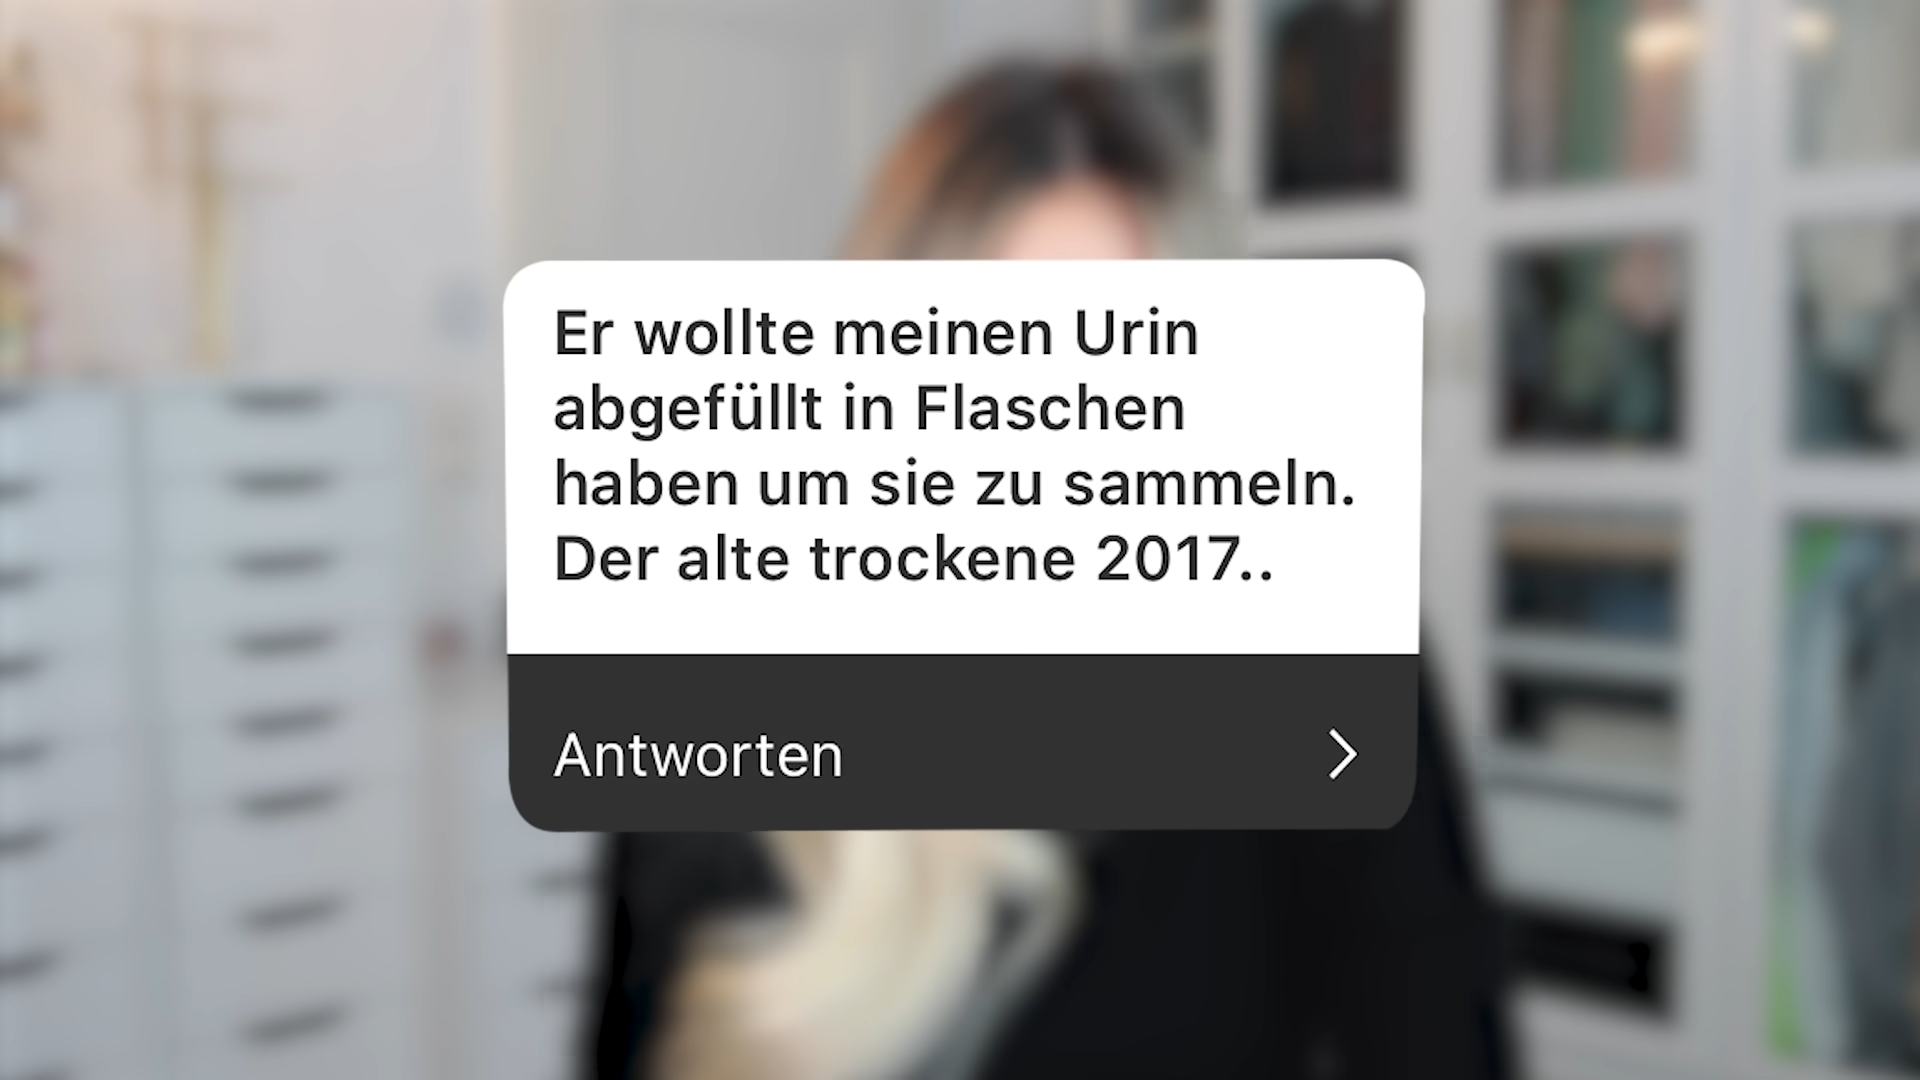 Er wollte meinen Urin
abgefüllt in Flaschen
haben um sie zu sammeln.
Der alte trockene 2017..
Antworten